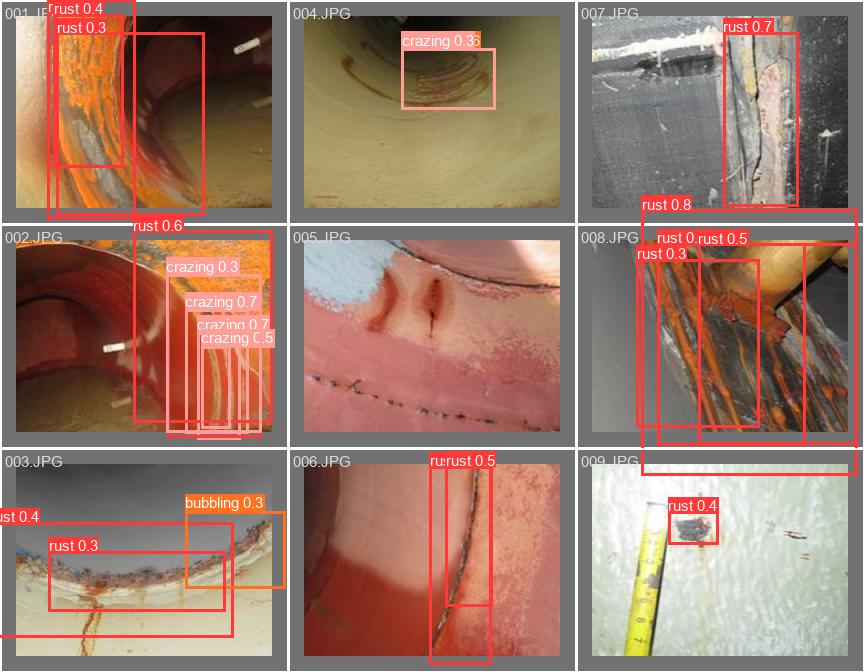 001.JPG
rust 0.4
rust 0.3
004.JPG
crazing 0.36
007.JPG
rust 0.7
002.JPG
rust 0.6
crazing 0.3
crazing 0.7
crazing 0.7
crazing 0.5
005.JPG
008.JPG
rust 0.8
rust 0.
rust 0.5
rust 0.3
003.JPG
rust 0.4
rust 0.3
bubbling 0.3
006.JPG
rust 0.5
009.JPG
rust 0.4